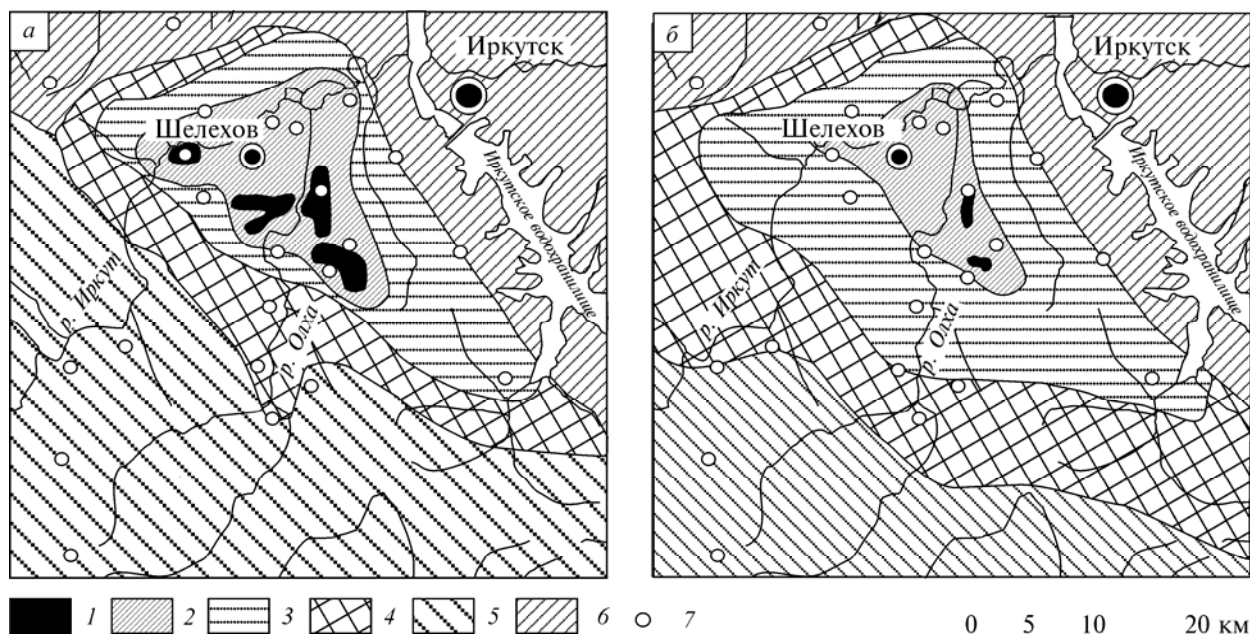 а
Иркутск
Шелехов
Иркутское водохранилище
р. Иркут
р. Олха
б
Иркутск
Шелехов
Иркутское водохранилище
р. Иркут
р. Олха
1 2 3 4 5 6 7 0 5 10 20 км